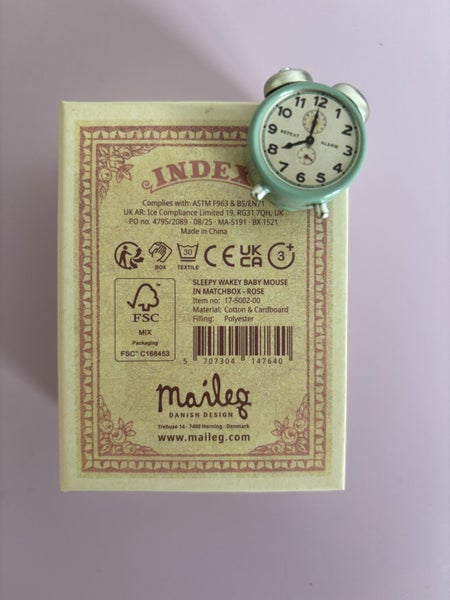 INDEX
Complies with: ASTM F963 & BS/EN71
UK AR: Ice Compliance Limited 19, RG31 7QH, UK
PO no. 4795/2089 - 08/25 - MA-5191 - BX 1521
Made in China
BOX
30
TEXTILE
CE
UK
CA
3+
FSC
MIX
Packaging
FSC™ C168453
SLEEPY WAKEY BABY MOUSE
IN MATCHBOX - ROSE
Item no: 17-5002-00
Material: Cotton & Cardboard
Filling: Polyester
5 707304 147640
maileg
DANISH DESIGN
Trehuse 14 · 7400 Herning · Denmark
www.maileg.com
12
1
2
3
4
5
6
7
8
9
10
11
REPEAT
ALARM